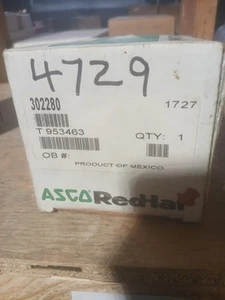 4729
302280 1727
T 953463 QTY: 1
OB #:
PRODUCT OF MEXICO
ASCO RedHat